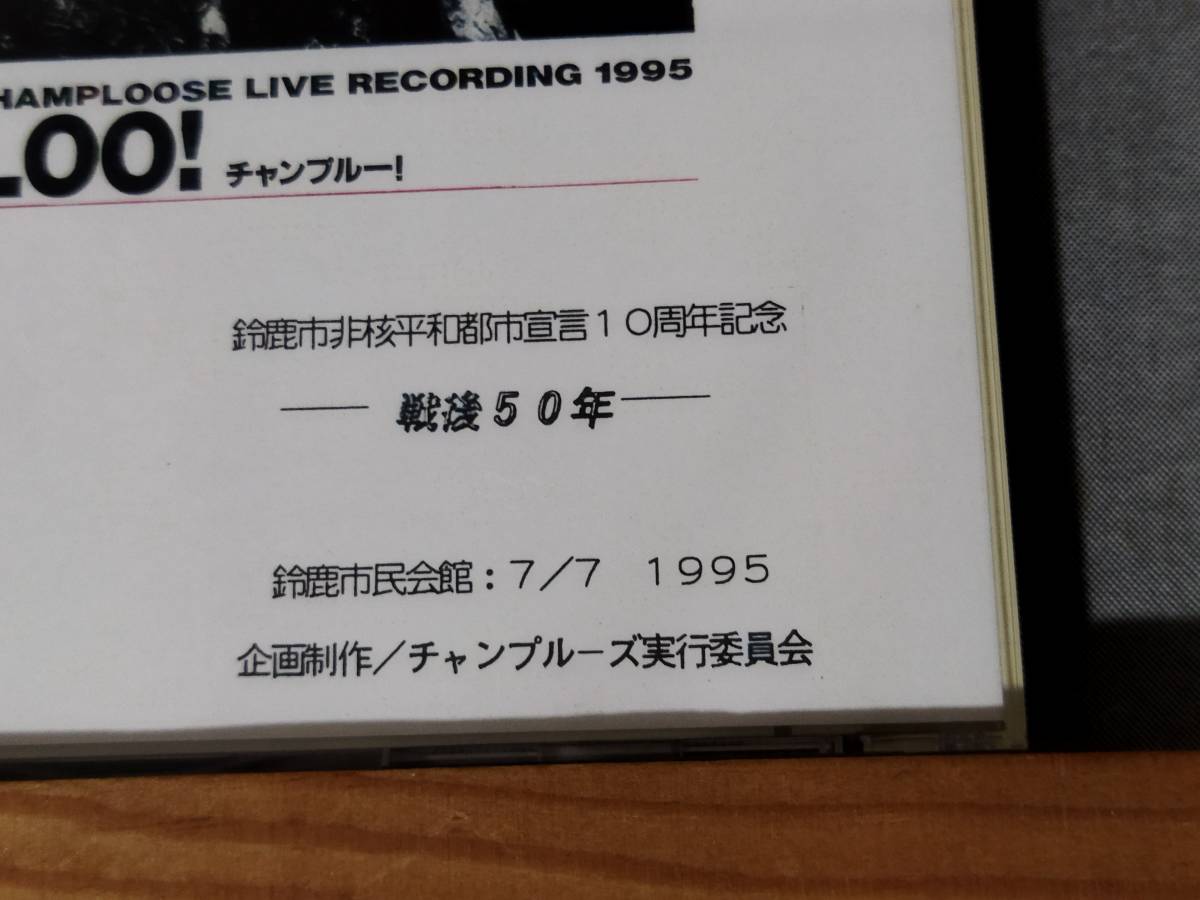 HAMPLOOSE LIVE RECORDING 1995
LOO! チャンプルー!
鈴鹿市非核平和都市宣言10周年記念
── 戦後50年 ──
鈴鹿市民会館:7/7 1995
企画制作/チャンプルーズ実行委員会